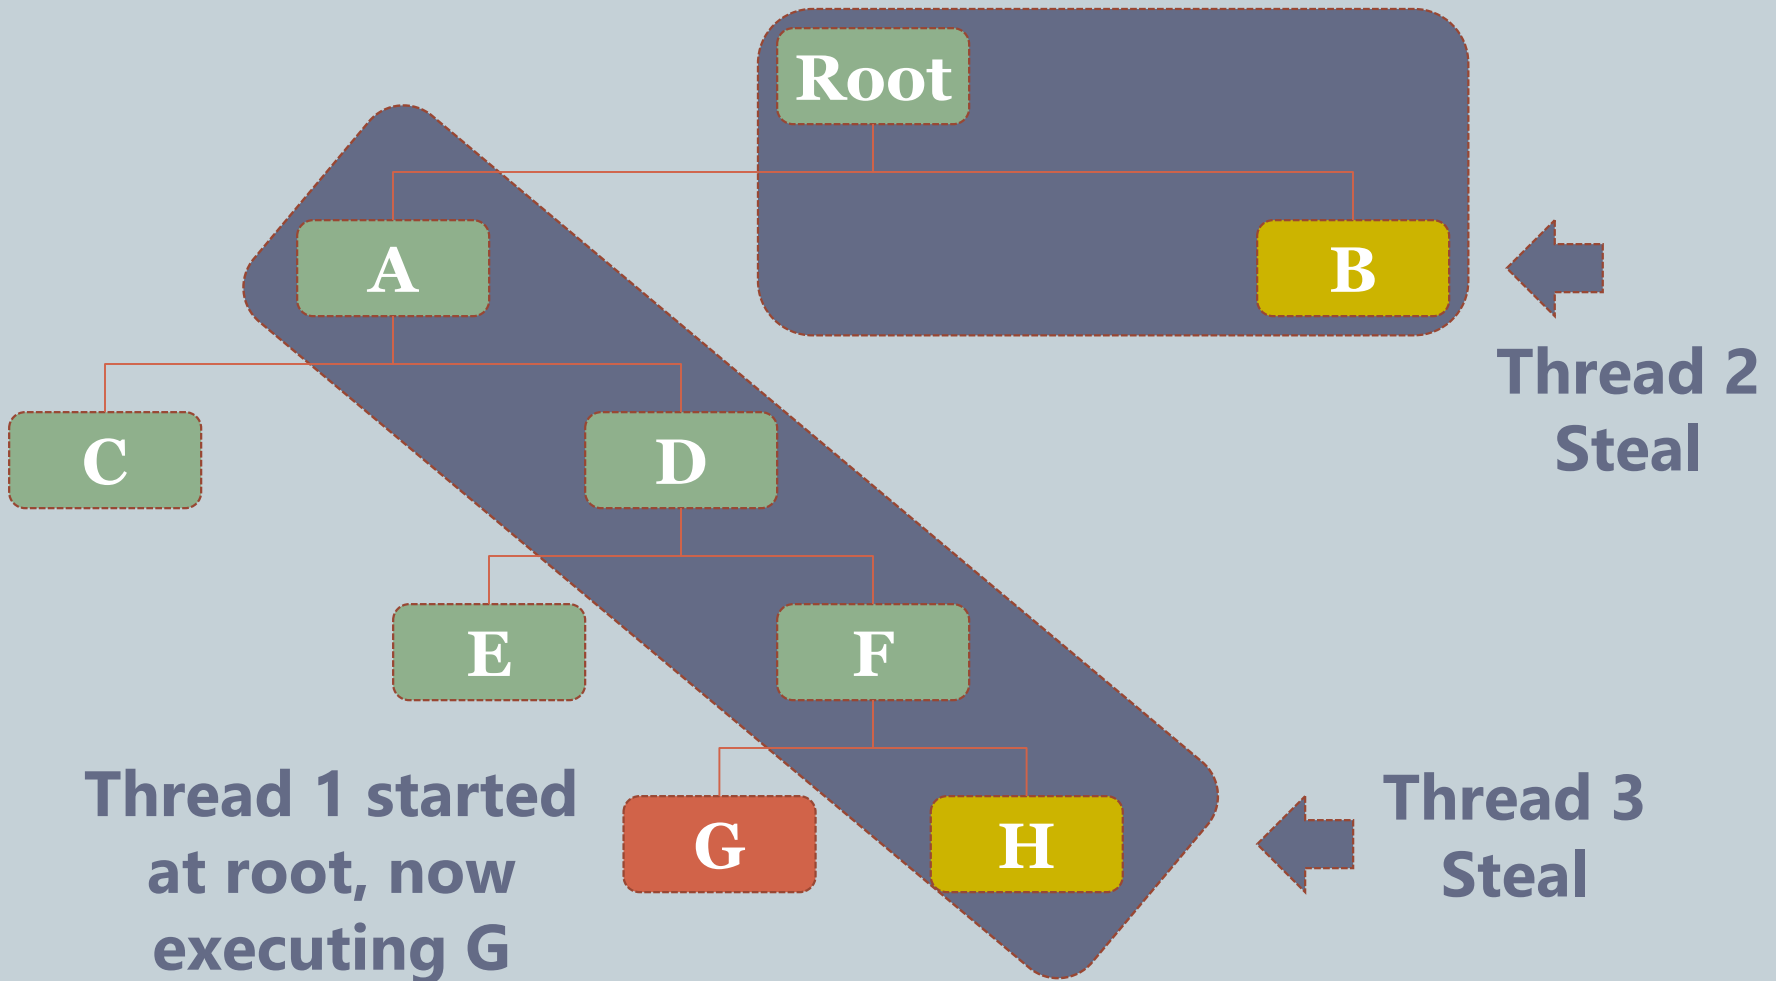 Root
A
B
Thread 2
Steal
C
D
E
F
Thread 1 started
at root, now
executing G
G
H
Thread 3
Steal